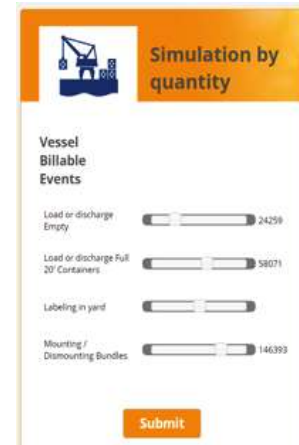 Simulation by
quantity
Vessel
Billable
Events
Load or discharge
Empty
24259
Load or discharge Full
20' Containers
58071
Labeling in yard
Mounting /
Dismounting Bundles
146393
Submit